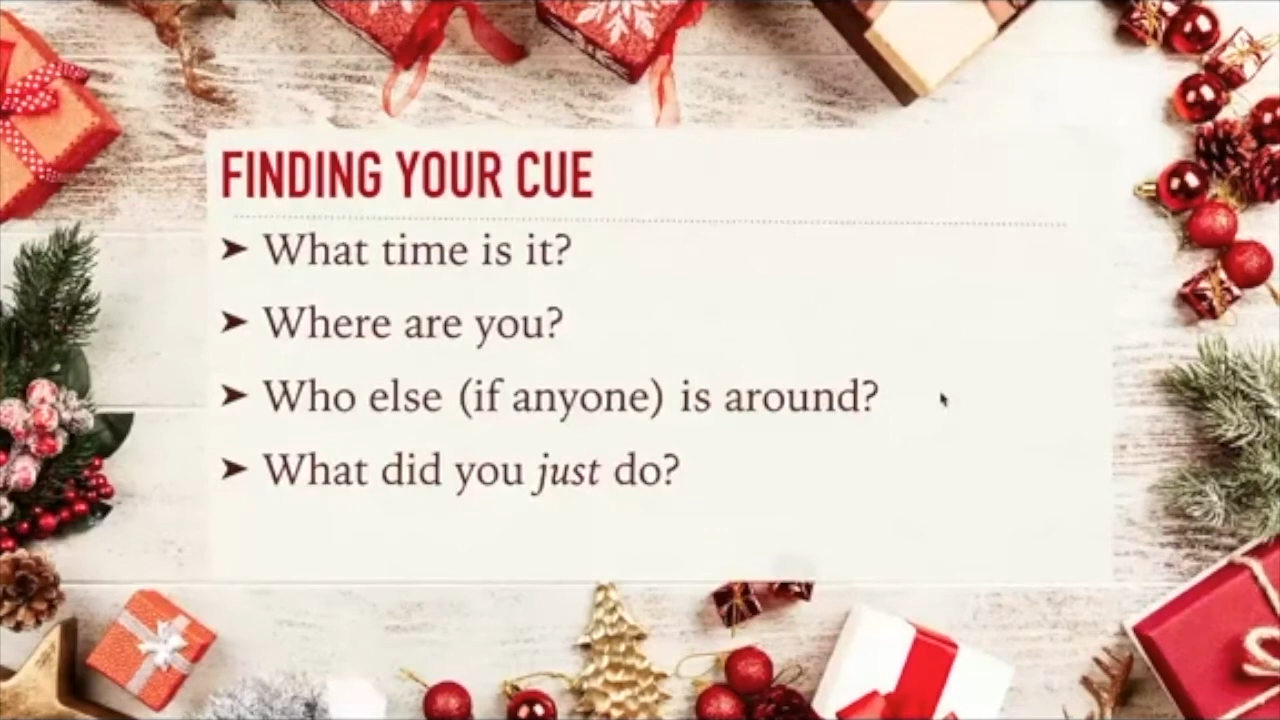 FINDING YOUR CUE
➤ What time is it?
➤ Where are you?
➤ Who else (if anyone) is around?
➤ What did you just do?